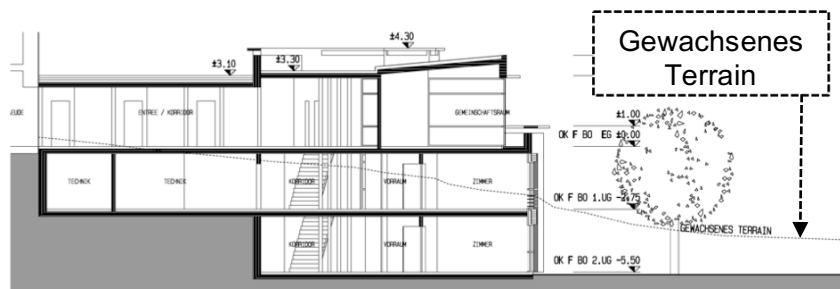 ±4.30
Gewachsenes
Terrain
±3.10
±3.30
EUDE
ENTREE / KORRIDOR
GEMEINSCHAFTSRAUM
±1.00
OK F BO EG ±0.00
TECHNIK
TECHNIK
KORRIDOR
VORRAUM
ZIMMER
OK F BO 1.UG -2.75
GEWACHSENES TERRAIN
KORRIDOR
VORRAUM
ZIMMER
OK F BO 2.UG -5.50